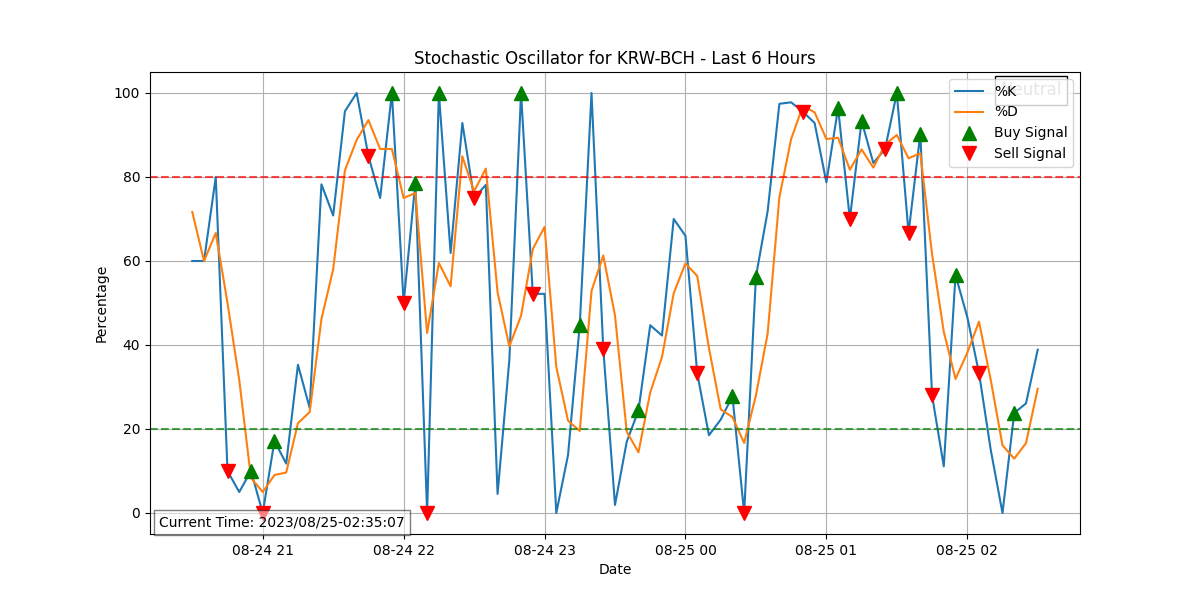 Stochastic Oscillator for KRW-BCH - Last 6 Hours
Neutral
%K
%D
Buy Signal
Sell Signal
Percentage
100
80
60
40
20
0
Current Time: 2023/08/25-02:35:07
08-24 21
08-24 22
08-24 23
08-25 00
08-25 01
08-25 02
Date